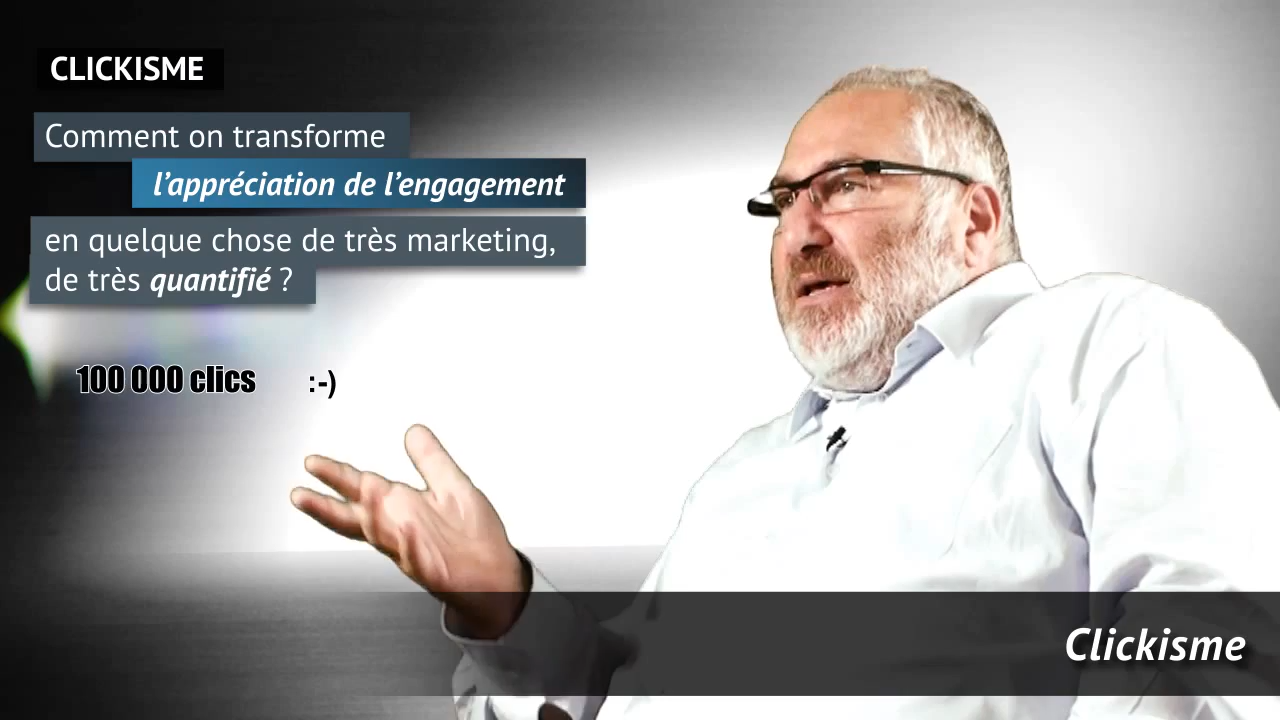 CLICKISME
Comment on transforme
l'appréciation de l'engagement
en quelque chose de très marketing,
de très quantifié ?
100 000 clics :-)
Clickisme